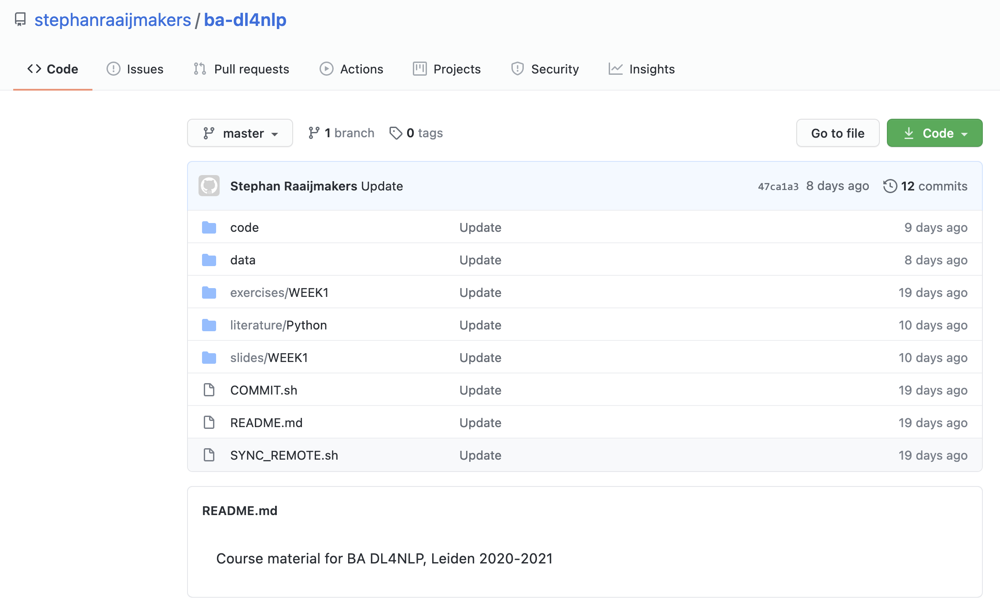 stephanraaijmakers / ba-dl4nlp
Code Issues Pull requests Actions Projects Security Insights
master 1 branch 0 tags Go to file Code
Stephan Raaijmakers Update 47ca1a3 8 days ago 12 commits
code Update 9 days ago
data Update 8 days ago
exercises/WEEK1 Update 19 days ago
literature/Python Update 10 days ago
slides/WEEK1 Update 10 days ago
COMMIT.sh Update 19 days ago
README.md Update 19 days ago
SYNC_REMOTE.sh Update 19 days ago
README.md
Course material for BA DL4NLP, Leiden 2020-2021